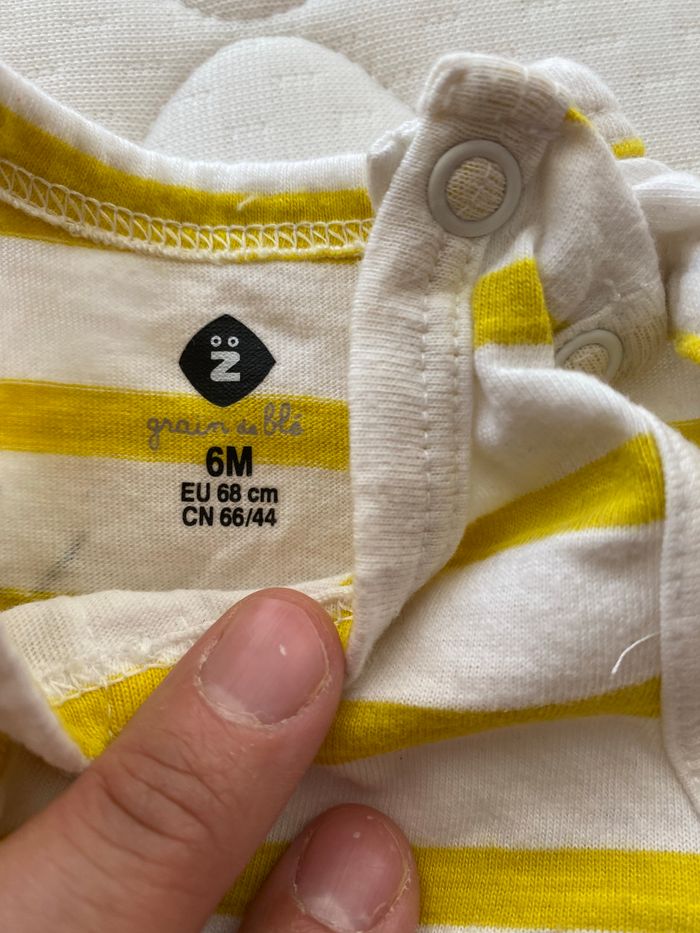 Z
grain de blé
6M
EU 68 cm
CN 66/44